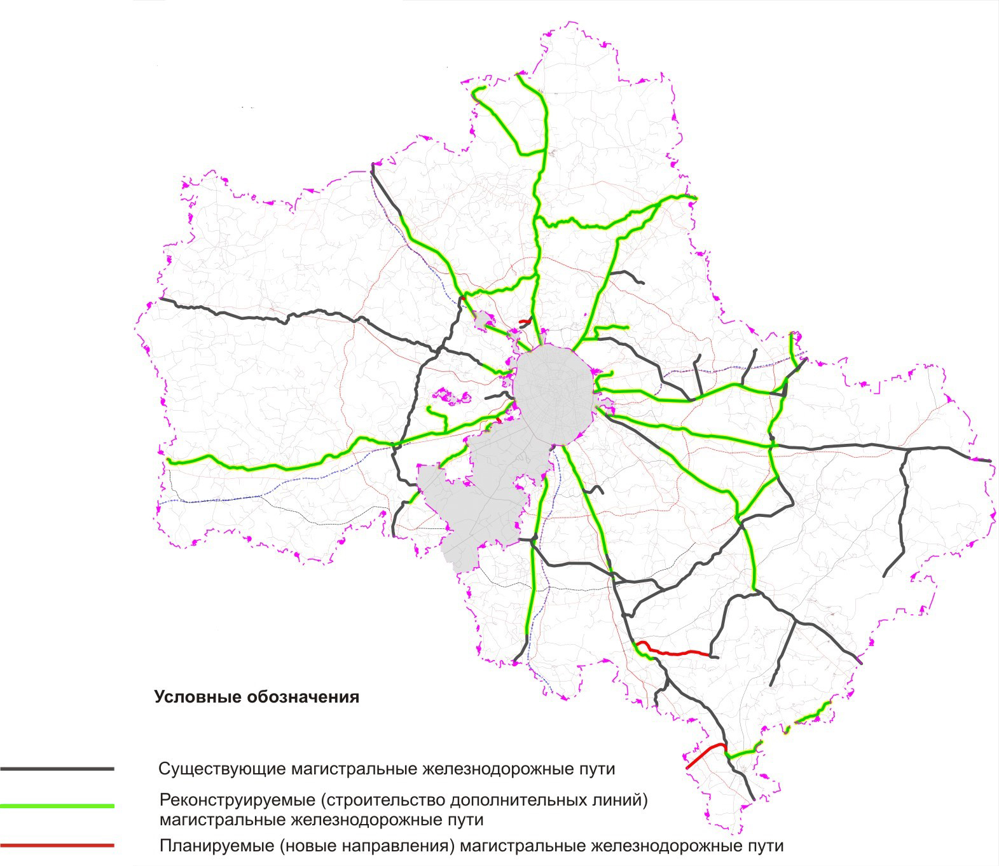 Условные обозначения
Существующие магистральные железнодорожные пути
Реконструируемые (строительство дополнительных линий)
магистральные железнодорожные пути
Планируемые (новые направления) магистральные железнодорожные пути